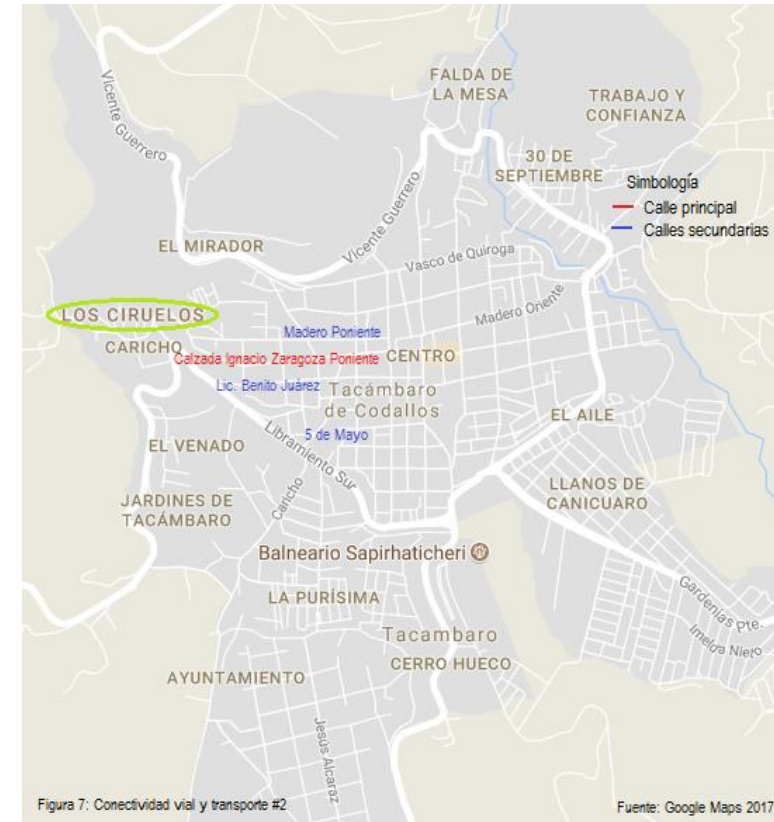 FALDA DE
LA MESA
TRABAJO Y
CONFIANZA
Vicente Guerrero
30 DE
SEPTIEMBRE
Simbología
Calle principal
Calles secundarias
Vicente Guerrero
EL MIRADOR
Vasco de Quiroga
LOS CIRUELOS
Madero Oriente
Madero Poniente
CARICHO
Calzada Ignacio Zaragoza Poniente
CENTRO
Lic. Benito Juárez
Tacámbaro
de Codallos
EL AILE
5 de Mayo
EL VENADO
Libramiento Sur
LLANOS DE
CANICUARO
JARDINES DE
TACÁMBARO
Caricho
Balneario Sapirhaticheri
LA PURÍSIMA
Gardenias Pte.
Imelda Nieto
Tacambaro
CERRO HUECO
AYUNTAMIENTO
Jesús Alcaraz
Figura 7: Conectividad vial y transporte #2
Fuente: Google Maps 2017